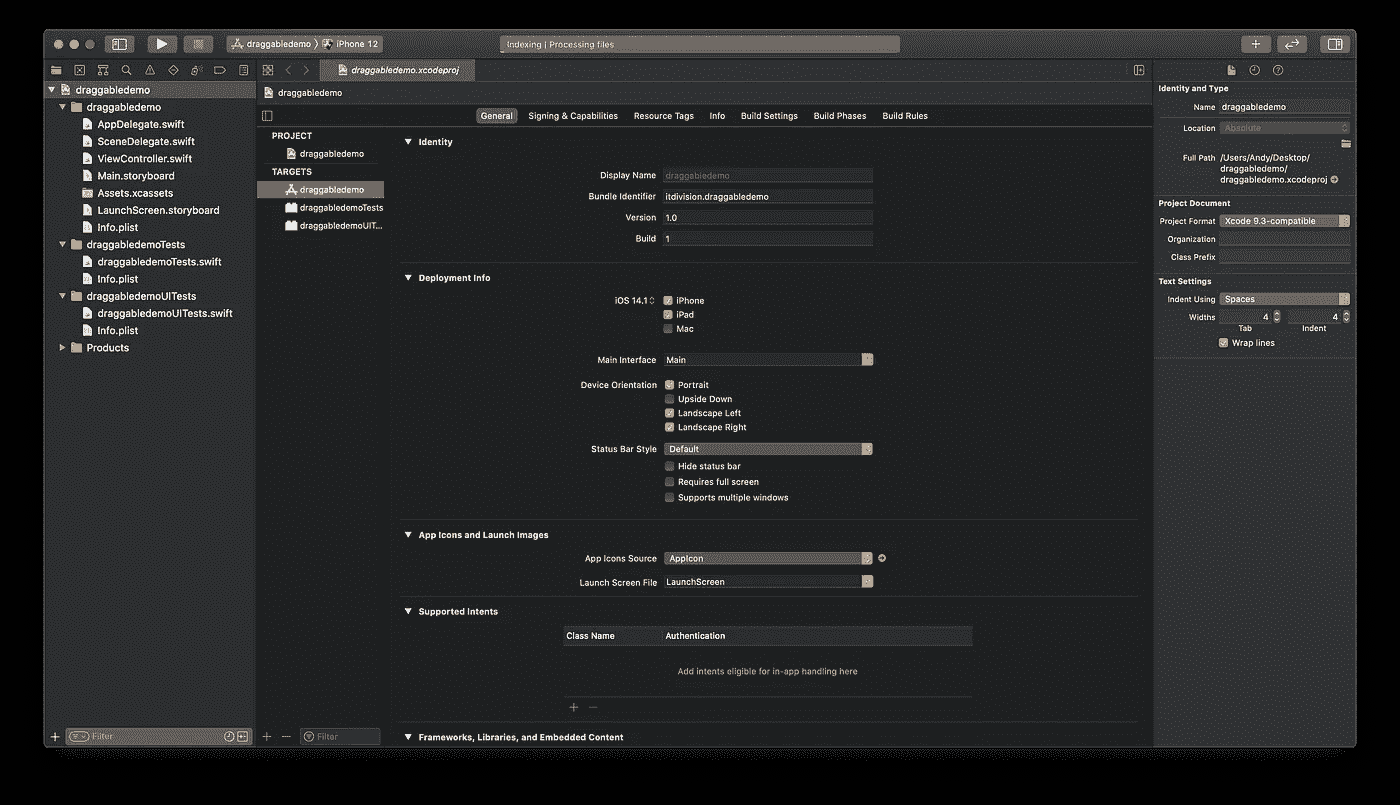 draggabledemo ⟩ iPhone 12
Indexing | Processing files
draggabledemo.xcodeproj
draggabledemo
draggabledemo
AppDelegate.swift
SceneDelegate.swift
ViewController.swift
Main.storyboard
Assets.xcassets
LaunchScreen.storyboard
Info.plist
draggabledemoTests
draggabledemoTests.swift
Info.plist
draggabledemoUITests
draggabledemoUITests.swift
Info.plist
Products
Filter
draggabledemo
General Signing & Capabilities Resource Tags Info Build Settings Build Phases Build Rules
PROJECT
draggabledemo
TARGETS
draggabledemo
draggabledemoTests
draggabledemoUIT...
Filter
Identity
Display Name draggabledemo
Bundle Identifier itdivision.draggabledemo
Version 1.0
Build 1
Deployment Info
iOS 14.1 iPhone
iPad
Mac
Main Interface Main
Device Orientation Portrait
Upside Down
Landscape Left
Landscape Right
Status Bar Style Default
Hide status bar
Requires full screen
Supports multiple windows
App Icons and Launch Images
App Icons Source AppIcon
Launch Screen File LaunchScreen
Supported Intents
Class Name Authentication
Add intents eligible for in-app handling here
Frameworks, Libraries, and Embedded Content
Identity and Type
Name draggabledemo
Location Absolute
Full Path /Users/Andy/Desktop/
draggabledemo/
draggabledemo.xcodeproj
Project Document
Project Format Xcode 9.3-compatible
Organization
Class Prefix
Text Settings
Indent Using Spaces
Widths 4 4
Tab Indent
Wrap lines